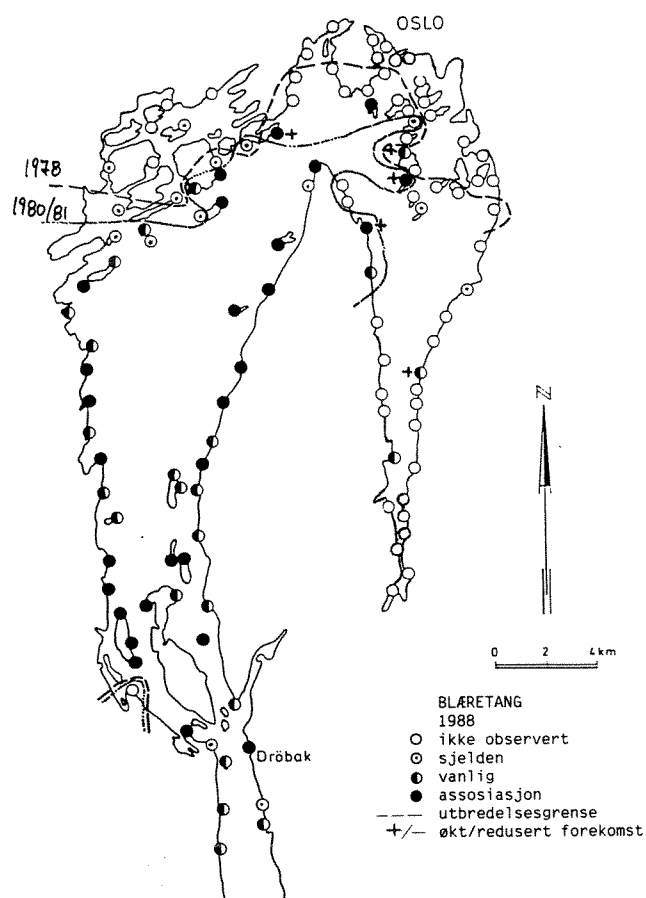 OSLO
1978
1980/81
N
0 2 4 km
Dröbak
BLÆRETANG
1988
ikke observert
sjelden
vanlig
assosiasjon
utbredelsesgrense
+/− økt/redusert forekomst